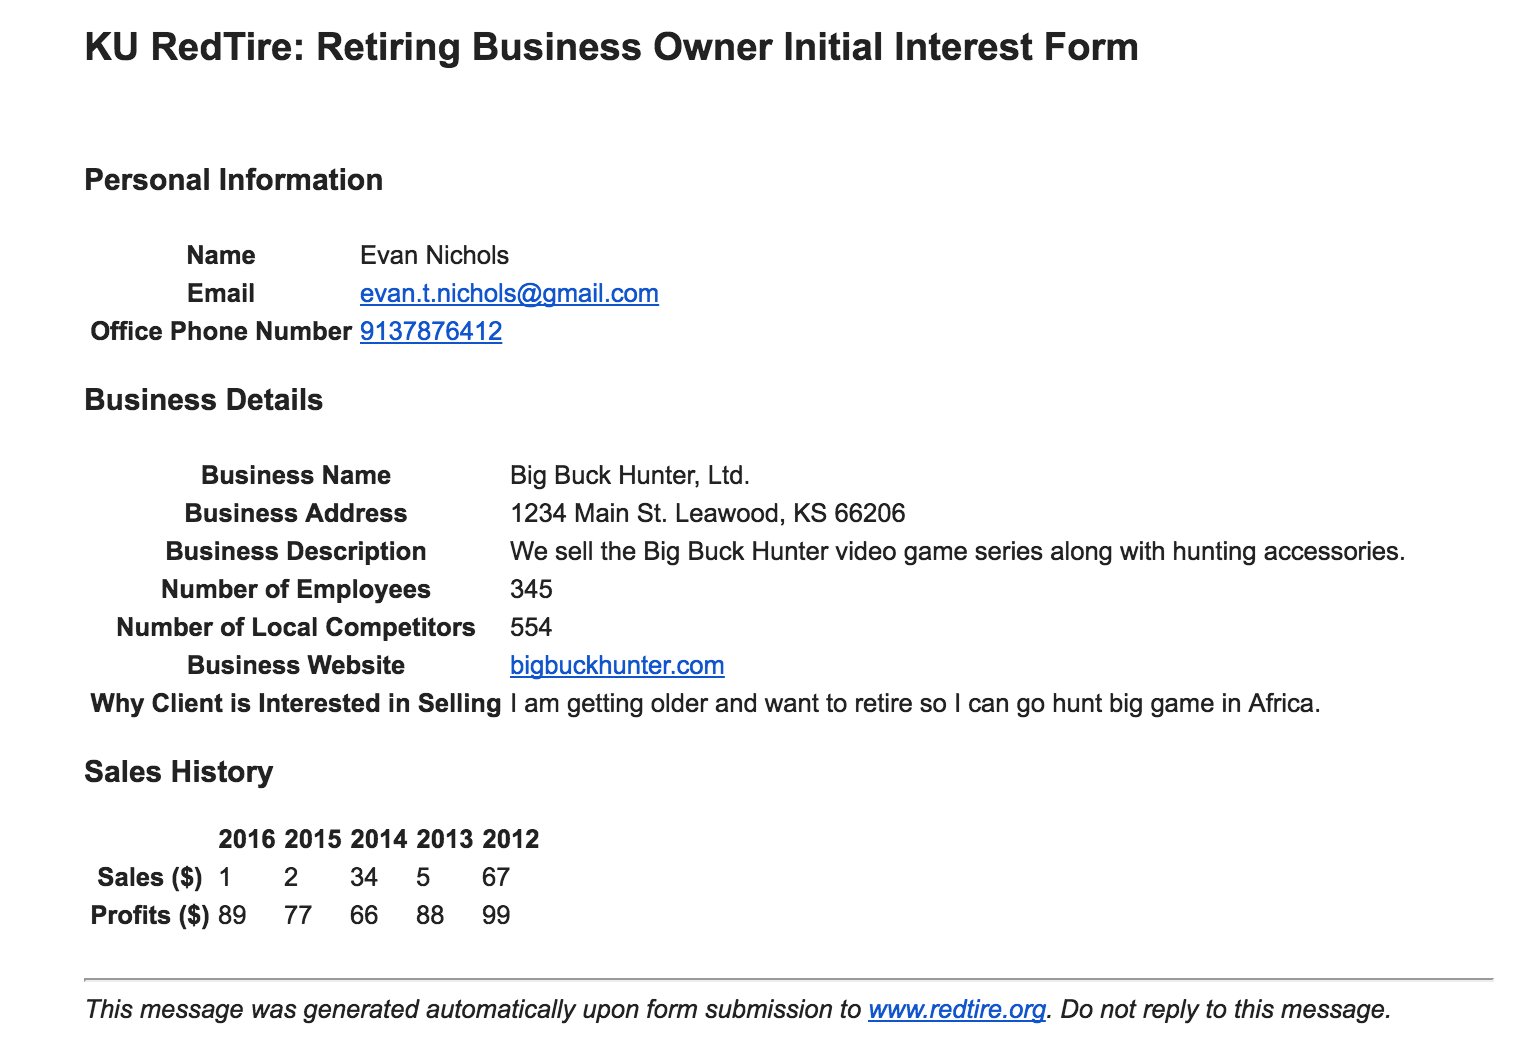 KU RedTire: Retiring Business Owner Initial Interest Form
Personal Information
Name Evan Nichols
Email evan.t.nichols@gmail.com
Office Phone Number 9137876412
Business Details
Business Name Big Buck Hunter, Ltd.
Business Address 1234 Main St. Leawood, KS 66206
Business Description We sell the Big Buck Hunter video game series along with hunting accessories.
Number of Employees 345
Number of Local Competitors 554
Business Website bigbuckhunter.com
Why Client is Interested in Selling I am getting older and want to retire so I can go hunt big game in Africa.
Sales History
2016 2015 2014 2013 2012
Sales ($) 1 2 34 5 67
Profits ($) 89 77 66 88 99
This message was generated automatically upon form submission to www.redtire.org. Do not reply to this message.